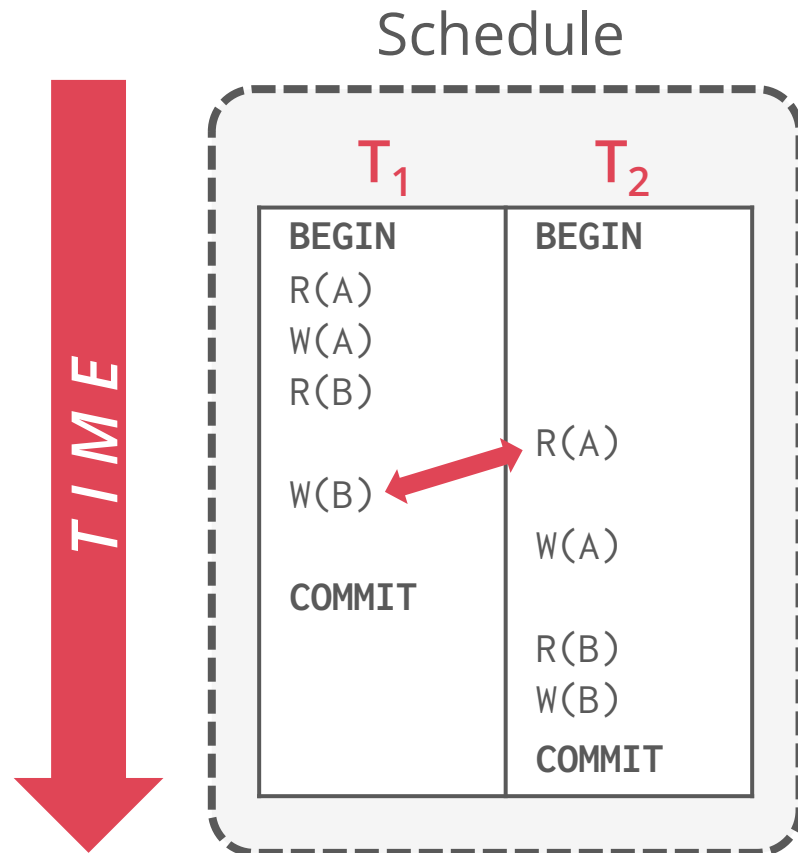 Schedule
TIME
T₁ T₂
BEGIN BEGIN
R(A)
W(A)
R(B)
R(A)
W(B)
W(A)
COMMIT
R(B)
W(B)
COMMIT